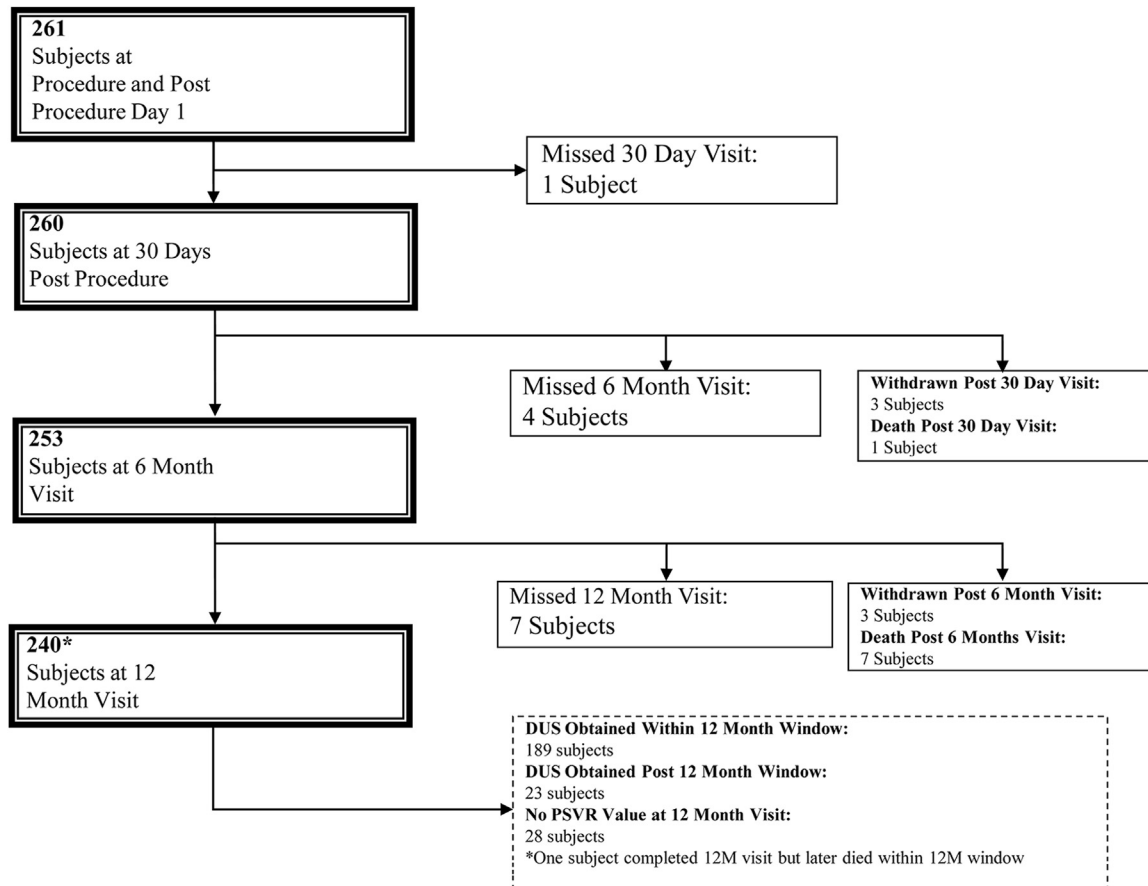 261
Subjects at
Procedure and Post
Procedure Day 1
Missed 30 Day Visit:
1 Subject
260
Subjects at 30 Days
Post Procedure
Missed 6 Month Visit:
4 Subjects
Withdrawn Post 30 Day Visit:
3 Subjects
Death Post 30 Day Visit:
1 Subject
253
Subjects at 6 Month
Visit
Missed 12 Month Visit:
7 Subjects
Withdrawn Post 6 Month Visit:
3 Subjects
Death Post 6 Months Visit:
7 Subjects
240*
Subjects at 12
Month Visit
DUS Obtained Within 12 Month Window:
189 subjects
DUS Obtained Post 12 Month Window:
23 subjects
No PSVR Value at 12 Month Visit:
28 subjects
*One subject completed 12M visit but later died within 12M window